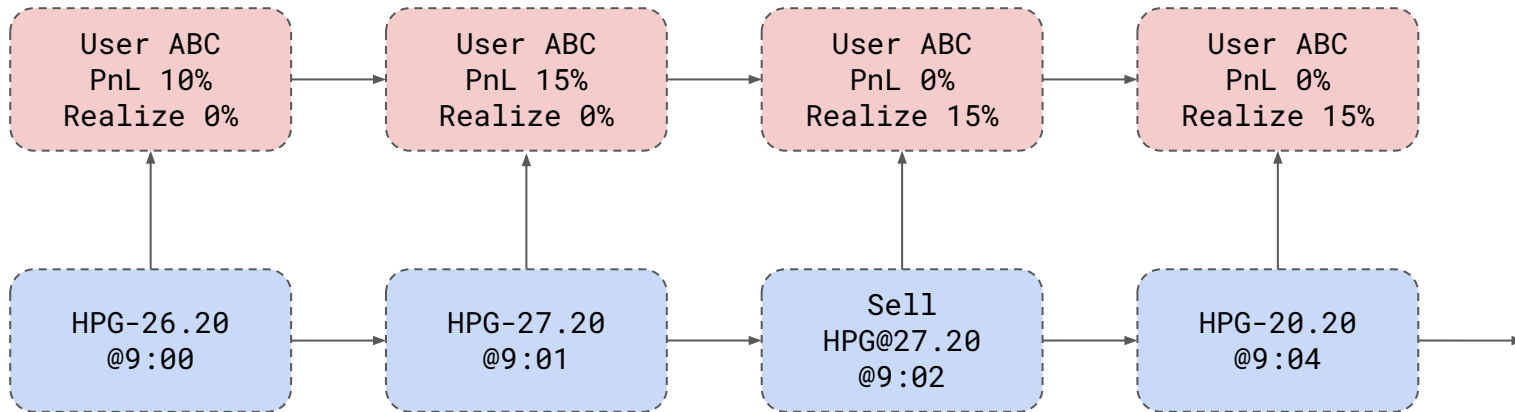 User ABC
PnL 10%
Realize 0%
User ABC
PnL 15%
Realize 0%
User ABC
PnL 0%
Realize 15%
User ABC
PnL 0%
Realize 15%
HPG-26.20
@9:00
HPG-27.20
@9:01
Sell
HPG@27.20
@9:02
HPG-20.20
@9:04